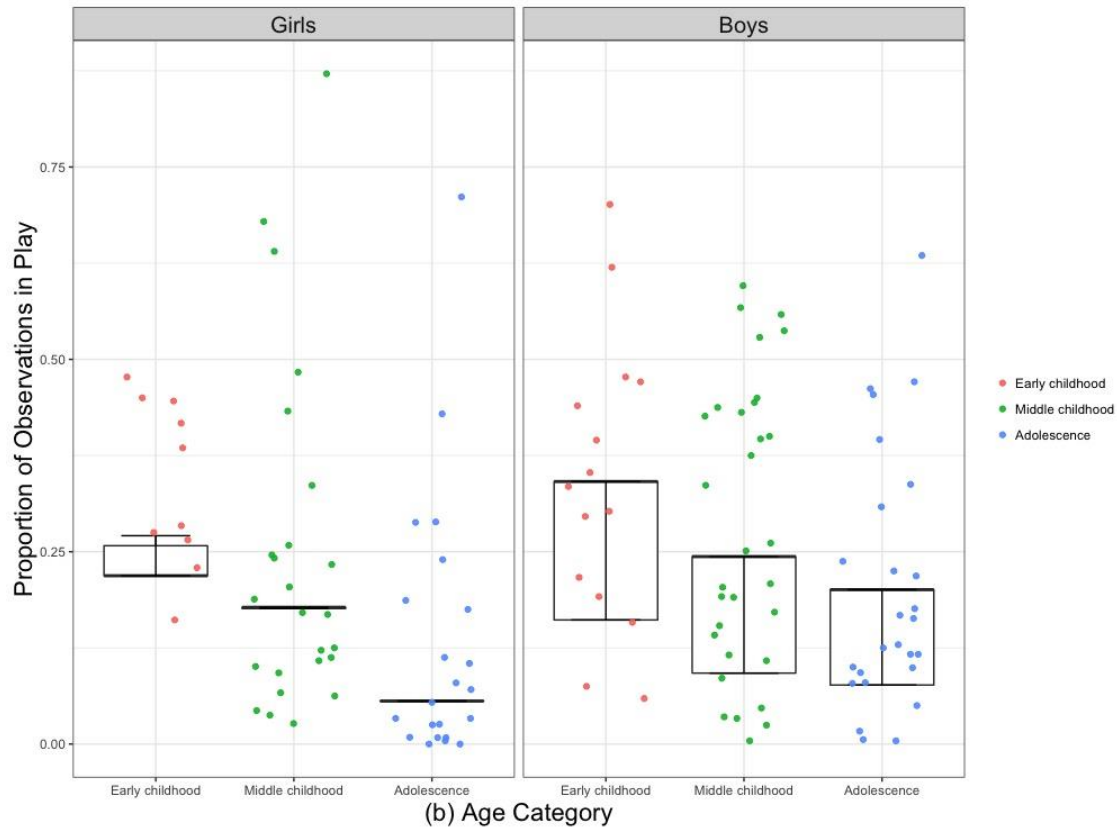 Girls
Boys
Proportion of Observations in Play
0.75
0.50
0.25
0.00
Early childhood
Middle childhood
Adolescence
Early childhood
Middle childhood
Adolescence
(b) Age Category
Early childhood
Middle childhood
Adolescence